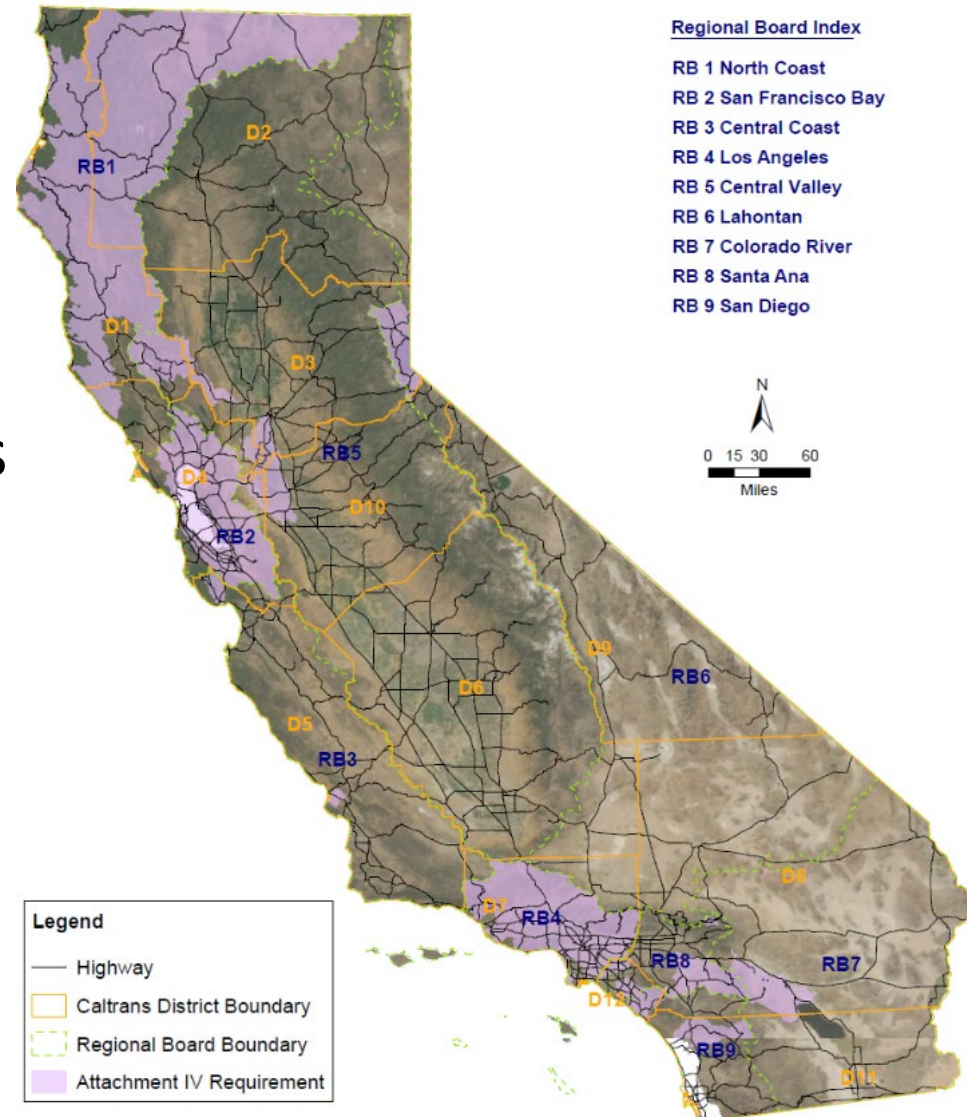 Regional Board Index
RB 1 North Coast
RB 2 San Francisco Bay
RB 3 Central Coast
RB 4 Los Angeles
RB 5 Central Valley
RB 6 Lahontan
RB 7 Colorado River
RB 8 Santa Ana
RB 9 San Diego
D2
RB1
D1
D3
N
0 15 30 60
Miles
s
RB5
D4
D10
RB2
D9
RB6
D6
D5
RB3
D8
D7
RB4
RB8
RB7
D12
RB9
D11
Legend
Highway
Caltrans District Boundary
Regional Board Boundary
Attachment IV Requirement